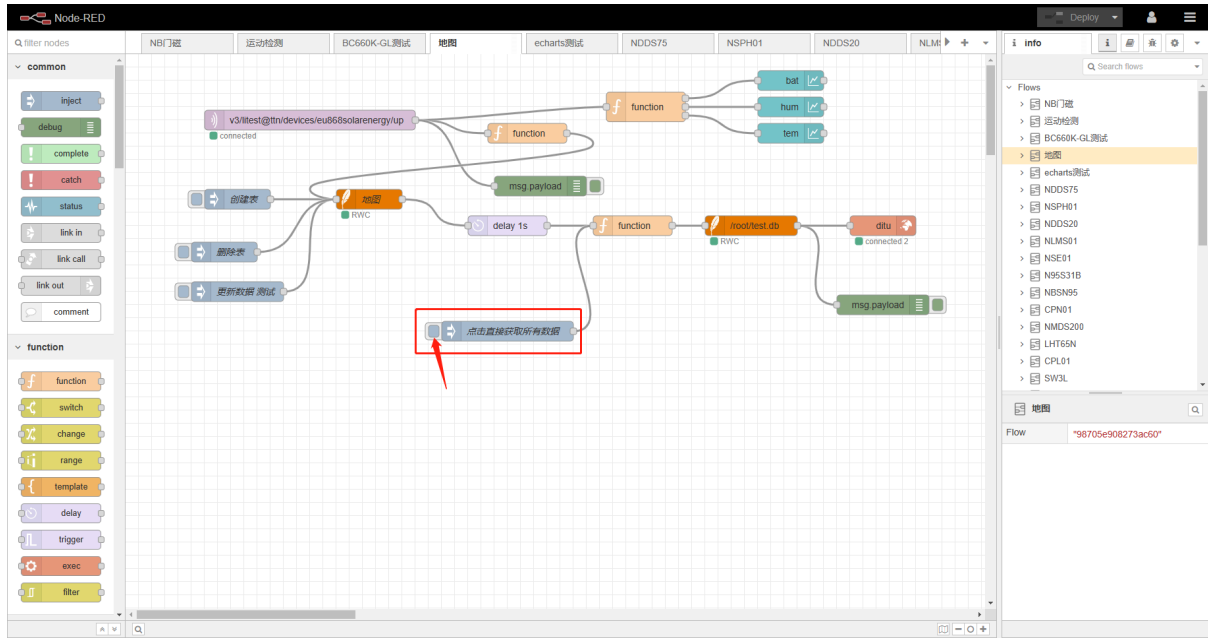 Node-RED
Deploy
filter nodes
NB门磁
运动检测
BC660K-GL测试
地图
echarts测试
NDDS75
NSPH01
NDDS20
NLMS
i info
Search flows
common
inject
debug
complete
catch
status
link in
link call
link out
comment
function
function
switch
change
range
template
delay
trigger
exec
filter
v3/litest@ttn/devices/eu868solarenergy/up
connected
function
function
bat
hum
tem
msg.payload
创建表
删除表
更新数据 测试
地图
RWC
delay 1s
function
/root/test.db
RWC
ditu
connected 2
msg.payload
点击直接获取所有数据
Flows
NB门磁
运动检测
BC660K-GL测试
地图
echarts测试
NDDS75
NSPH01
NDDS20
NLMS01
NSE01
N95S31B
NBSN95
CPN01
NMDS200
LHT65N
CPL01
SW3L
地图
Flow
"98705e908273ac60"